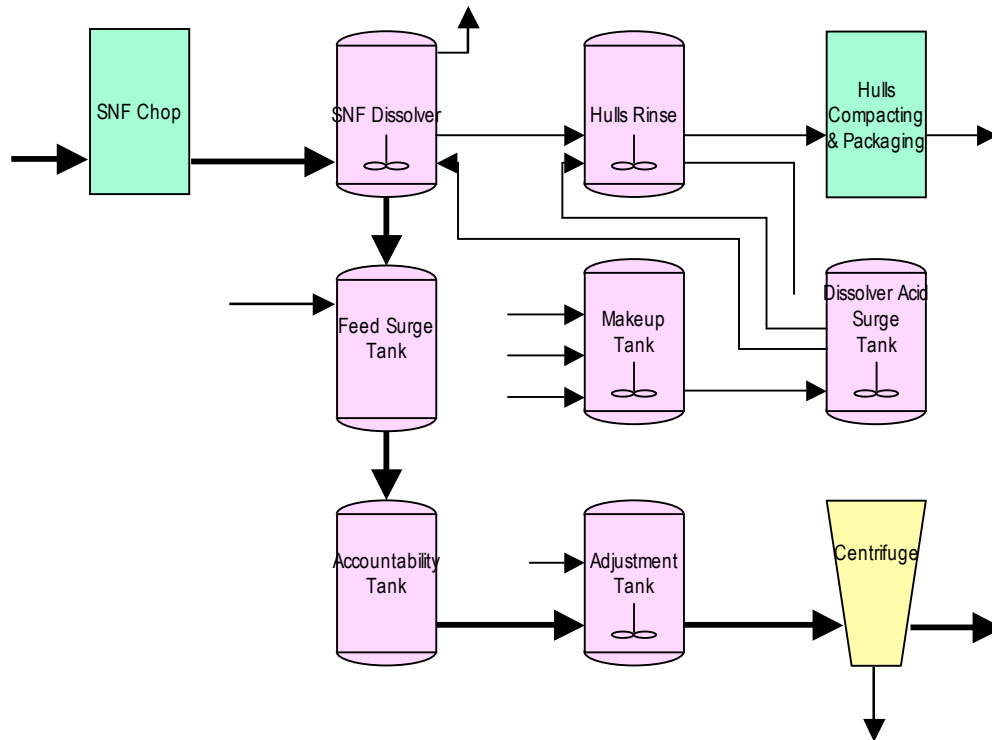 SNF Chop
SNF Dissolver
Hulls Rinse
Hulls
Compacting
& Packaging
Feed Surge
Tank
Makeup
Tank
Dissolver Acid
Surge
Tank
Accountability
Tank
Adjustment
Tank
Centrifuge